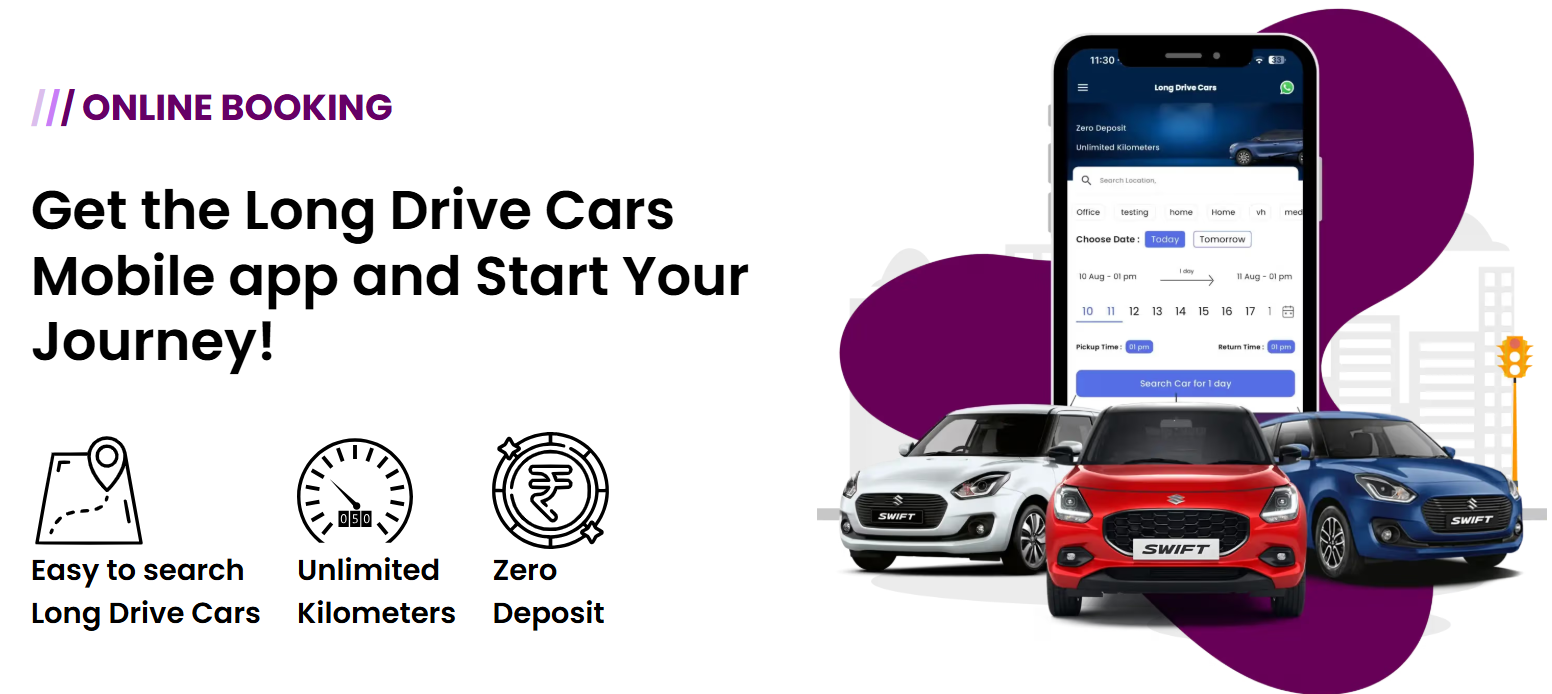 /// ONLINE BOOKING
Get the Long Drive Cars
Mobile app and Start Your
Journey!
050
Easy to search
Long Drive Cars
Unlimited
Kilometers
Zero
Deposit
11:30
33
Long Drive Cars
Zero Deposit
Unlimited Kilometers
Search Location,
Office testing home Home vh med
Choose Date : Today Tomorrow
1 day
10 Aug - 01 pm 11 Aug - 01 pm
10 11 12 13 14 15 16 17 1
Pickup Time : 01 pm Return Time : 01 pm
Search Car for 1 day
SWIFT
SWIFT
SWIFT